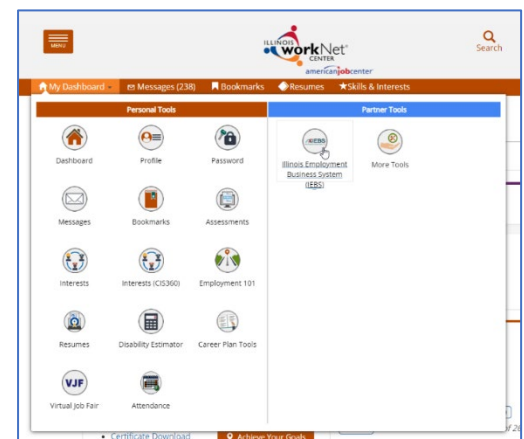 MENU
ILLINOIS
workNet®
CENTER
americanjobcenter
Search
My Dashboard
Messages (238)
Bookmarks
Resumes
Skills & Interests
Personal Tools
Partner Tools
Dashboard
Profile
Password
IEBS
Illinois Employment
Business System
(IEBS)
More Tools
Messages
Bookmarks
Assessments
Interests
Interests (CIS360)
Employment 101
Resumes
Disability Estimator
Career Plan Tools
VJF
Virtual Job Fair
Attendance
Certificate Download
Achieve Your Goals